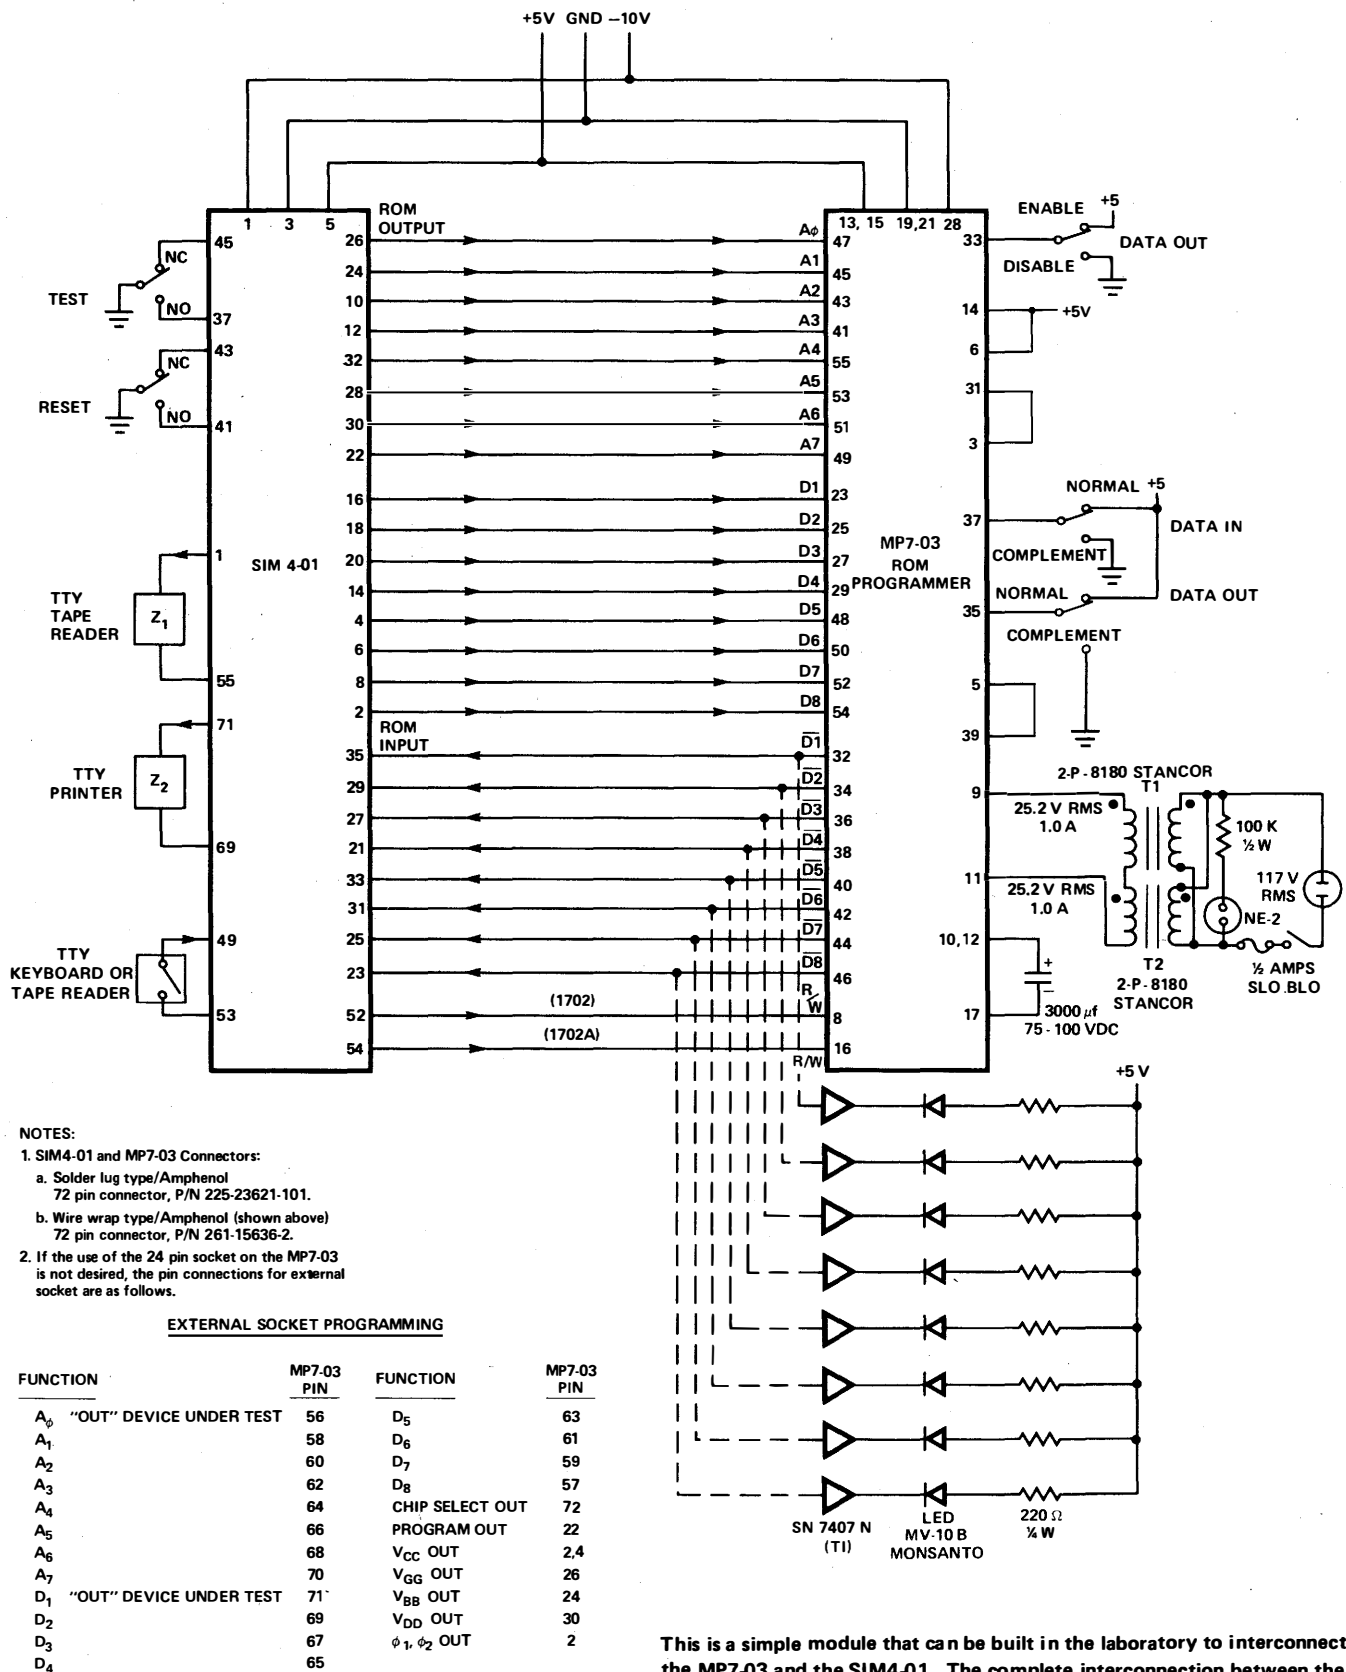 +5V GND –10V
1 3 5
ROM
OUTPUT
13, 15 19,21 28
ENABLE +5
DATA OUT
DISABLE
33
45
NC
TEST
NO
37
43
NC
RESET
NO
41
26 Aϕ 47
24 A1 45
10 A2 43
12 A3 41
32 A4 55
28 A5 53
30 A6 51
22 A7 49
16 D1 23
18 D2 25
20 D3 27
14 D4 29
4 D5 48
6 D6 50
8 D7 52
2 D8 54
ROM
INPUT
35 D̅1̅ 32
29 D̅2̅ 34
27 D̅3̅ 36
21 D̅4̅ 38
33 D̅5̅ 40
31 D̅6̅ 42
25 D̅7̅ 44
23 D̅8̅ 46
52 (1702) R/W 8
54 (1702A) R/W 16
SIM 4-01
MP7-03
ROM
PROGRAMMER
1
TTY
TAPE
READER
Z₁
55
71
TTY
PRINTER
Z₂
69
49
TTY
KEYBOARD OR
TAPE READER
53
14 +5V
6
31
3
NORMAL +5
37 DATA IN
COMPLEMENT
NORMAL
35 DATA OUT
COMPLEMENT
5
39
2-P-8180 STANCOR
T1
9
25.2 V RMS
1.0 A
100 K
½ W
117 V
RMS
11
25.2 V RMS
1.0 A
NE-2
10, 12
T2
2-P-8180
STANCOR
½ AMPS
SLO.BLO
+
–
3000 μf
75-100 VDC
17
+5 V
SN 7407 N
(TI)
LED
MV-10 B
MONSANTO
220 Ω
¼ W
NOTES:
1. SIM4-01 and MP7-03 Connectors:
a. Solder lug type/Amphenol
72 pin connector, P/N 225-23621-101.
b. Wire wrap type/Amphenol (shown above)
72 pin connector, P/N 261-15636-2.
2. If the use of the 24 pin socket on the MP7-03
is not desired, the pin connections for external
socket are as follows.
EXTERNAL SOCKET PROGRAMMING
FUNCTION MP7-03 PIN FUNCTION MP7-03 PIN
Aϕ "OUT" DEVICE UNDER TEST 56 D₅ 63
A₁ 58 D₆ 61
A₂ 60 D₇ 59
A₃ 62 D₈ 57
A₄ 64 CHIP SELECT OUT 72
A₅ 66 PROGRAM OUT 22
A₆ 68 VCC OUT 2,4
A₇ 70 VGG OUT 26
D₁ "OUT" DEVICE UNDER TEST 71 VBB OUT 24
D₂ 69 VDD OUT 30
D₃ 67 ϕ₁, ϕ₂ OUT 2
D₄ 65
This is a simple module that can be built in the laboratory to interconnect
the MP7-03 and the SIM4-01. The complete interconnection between the